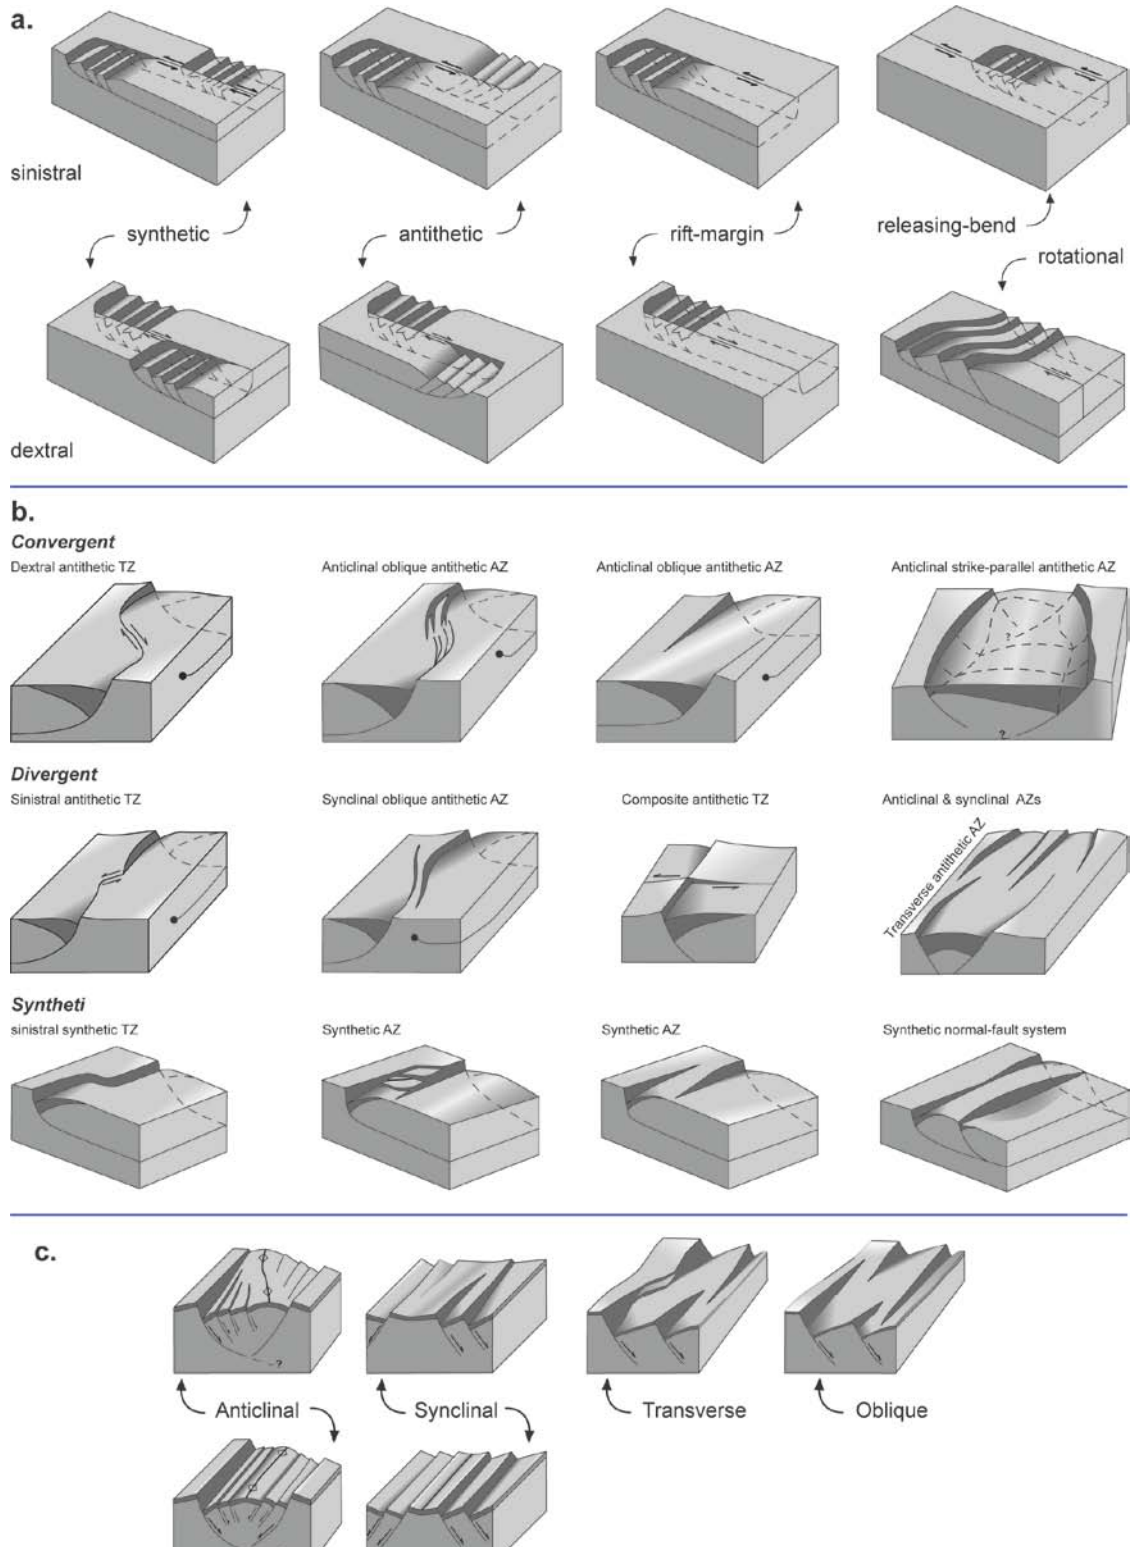 a.
sinistral
synthetic
antithetic
rift-margin
releasing-bend
rotational
dextral
b.
Convergent
Dextral antithetic TZ
Anticlinal oblique antithetic AZ
Anticlinal oblique antithetic AZ
Anticlinal strike-parallel antithetic AZ
?
?
Divergent
Sinistral antithetic TZ
Synclinal oblique antithetic AZ
Composite antithetic TZ
Anticlinal & synclinal AZs
Transverse antithetic AZ
Syntheti
sinistral synthetic TZ
Synthetic AZ
Synthetic AZ
Synthetic normal-fault system
c.
?
Anticlinal
Synclinal
Transverse
Oblique